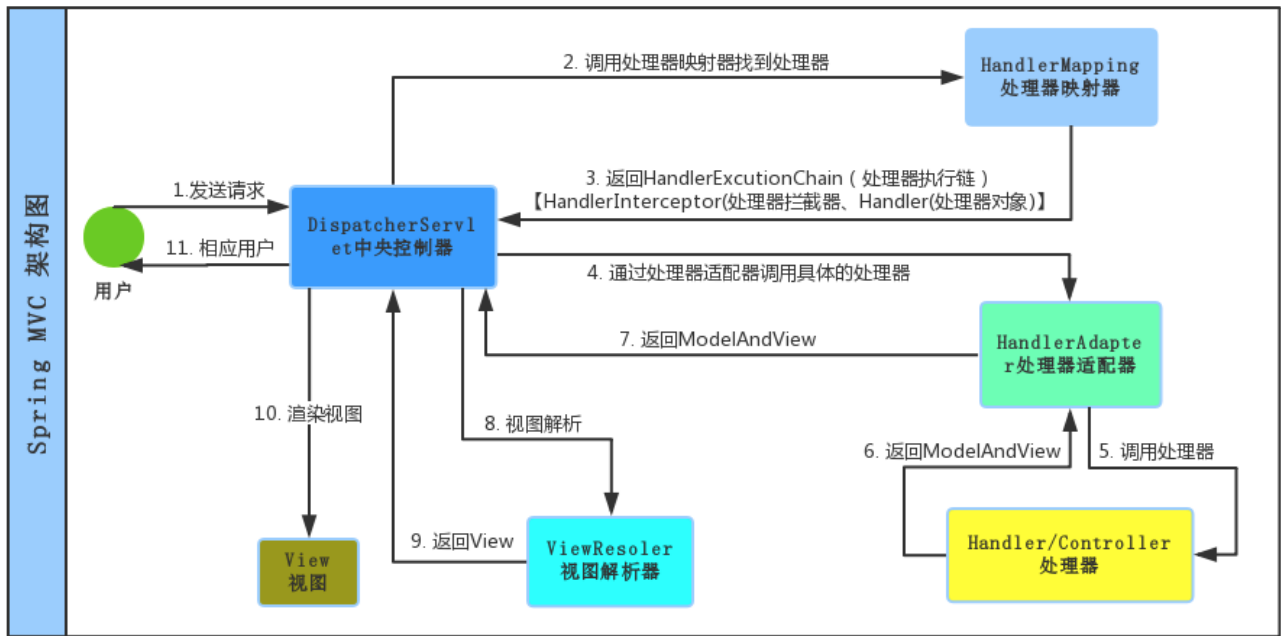 Spring MVC 架构图
2. 调用处理器映射器找到处理器
HandlerMapping
处理器映射器
1.发送请求
3. 返回HandlerExcutionChain（处理器执行链）
【HandlerInterceptor(处理器拦截器、Handler(处理器对象)】
DispatcherServl
et中央控制器
11. 相应用户
用户
4. 通过处理器适配器调用具体的处理器
7. 返回ModelAndView
HandlerAdapte
r处理器适配器
10. 渲染视图
8. 视图解析
6. 返回ModelAndView
5. 调用处理器
9. 返回View
View
视图
ViewResoler
视图解析器
Handler/Controller
处理器